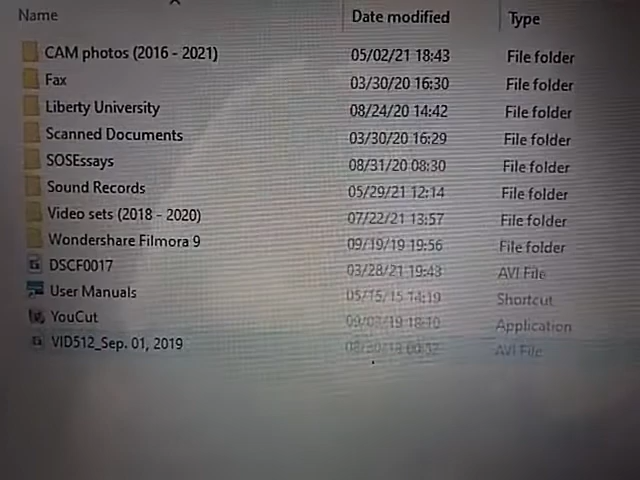 Name Date modified Type
CAM photos (2016 - 2021) 05/02/21 18:43 File folder
Fax 03/30/20 16:30 File folder
Liberty University 08/24/20 14:42 File folder
Scanned Documents 03/30/20 16:29 File folder
SOSEssays 08/31/20 08:30 File folder
Sound Records 05/29/21 12:14 File folder
Video sets (2018 - 2020) 07/22/21 13:57 File folder
Wondershare Filmora 9 09/19/19 19:56 File folder
DSCF0017 03/28/21 19:43 AVI File
User Manuals 05/15/15 14:19 Shortcut
YouCut Application
VID512_Sep. 01, 2019 AVI File